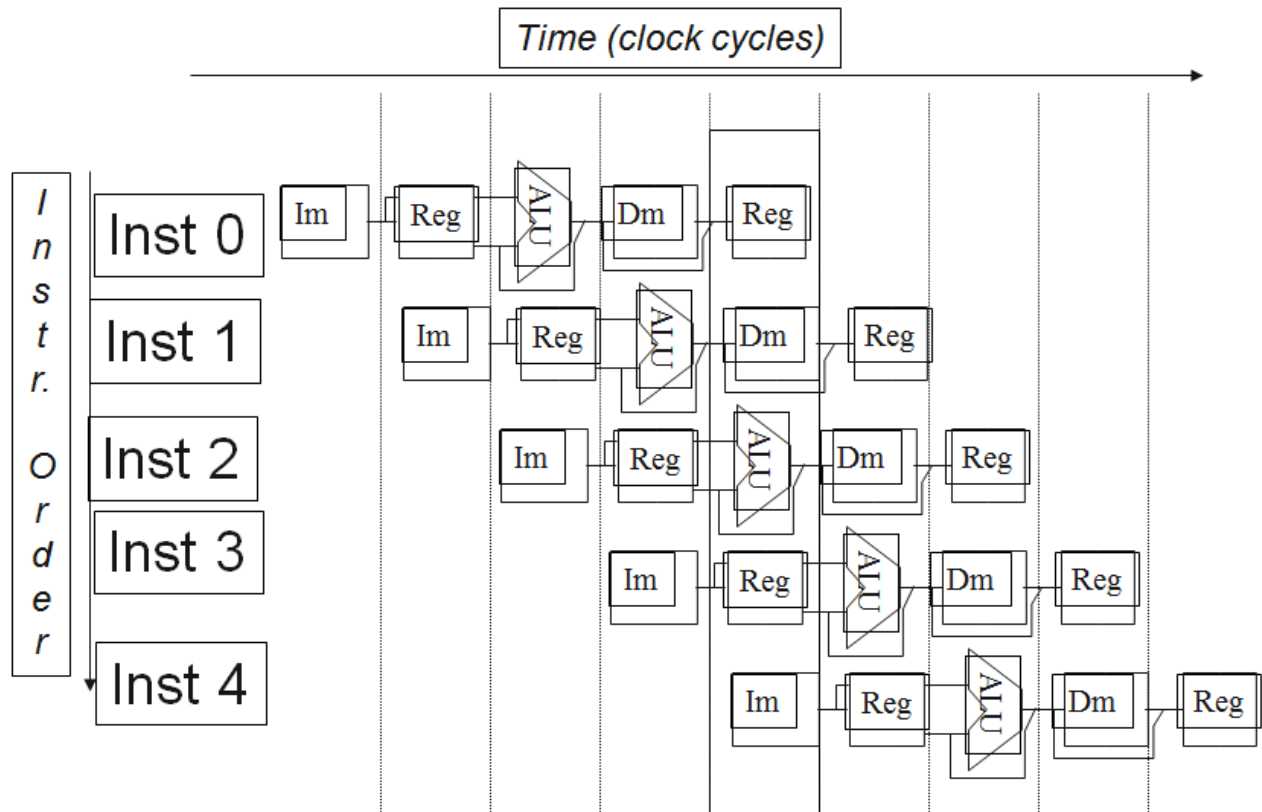 Time (clock cycles)
Instr. Order
Inst 0
Im
Reg
ALU
Dm
Reg
Inst 1
Im
Reg
ALU
Dm
Reg
Inst 2
Im
Reg
ALU
Dm
Reg
Inst 3
Im
Reg
ALU
Dm
Reg
Inst 4
Im
Reg
ALU
Dm
Reg